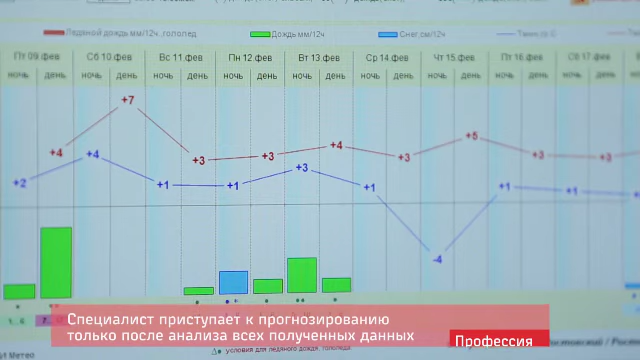 Ледяной дождь мм/12ч , гололед Дождь мм/12ч Снег см/12ч
Пт 09.фев Сб 10.фев Вс 11.фев Пн 12.фев Вт 13.фев Ср 14.фев Чт 15.фев Пт 16.фев Сб 17.фев
ночь день ночь день ночь день ночь день ночь день ночь день ночь день ночь день ночь день
+7
+4 +3 +3 +4 +3 +5 +3 +3
+2 +4 +1 +1 +3 +1 -4 +1 +1
Специалист приступает к прогнозированию
только после анализа всех полученных данных
Профессия
условия для ледяного дождя, гололеда